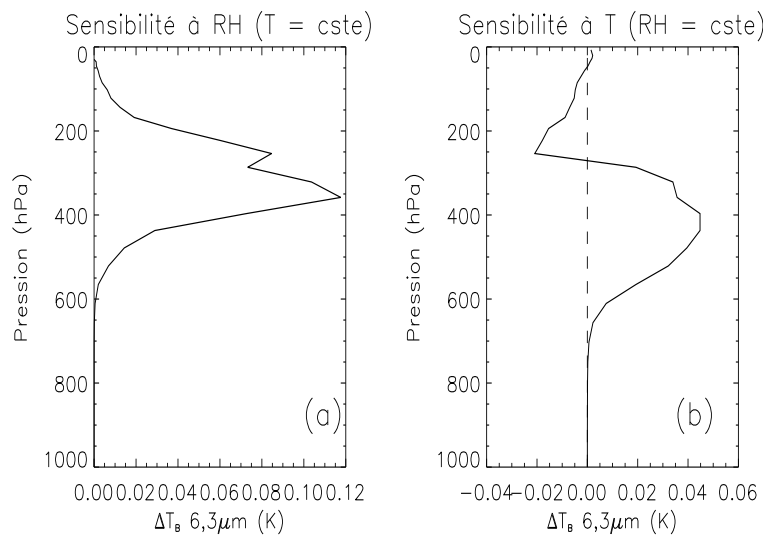 Sensibilité à RH (T = cste)
0
200
400
600
800
1000
Pression (hPa)
(a)
0.00 0.02 0.04 0.06 0.08 0.10 0.12
ΔT_B 6,3μm (K)
Sensibilité à T (RH = cste)
0
200
400
600
800
1000
Pression (hPa)
(b)
−0.04 −0.02 0.00 0.02 0.04 0.06
ΔT_B 6,3μm (K)